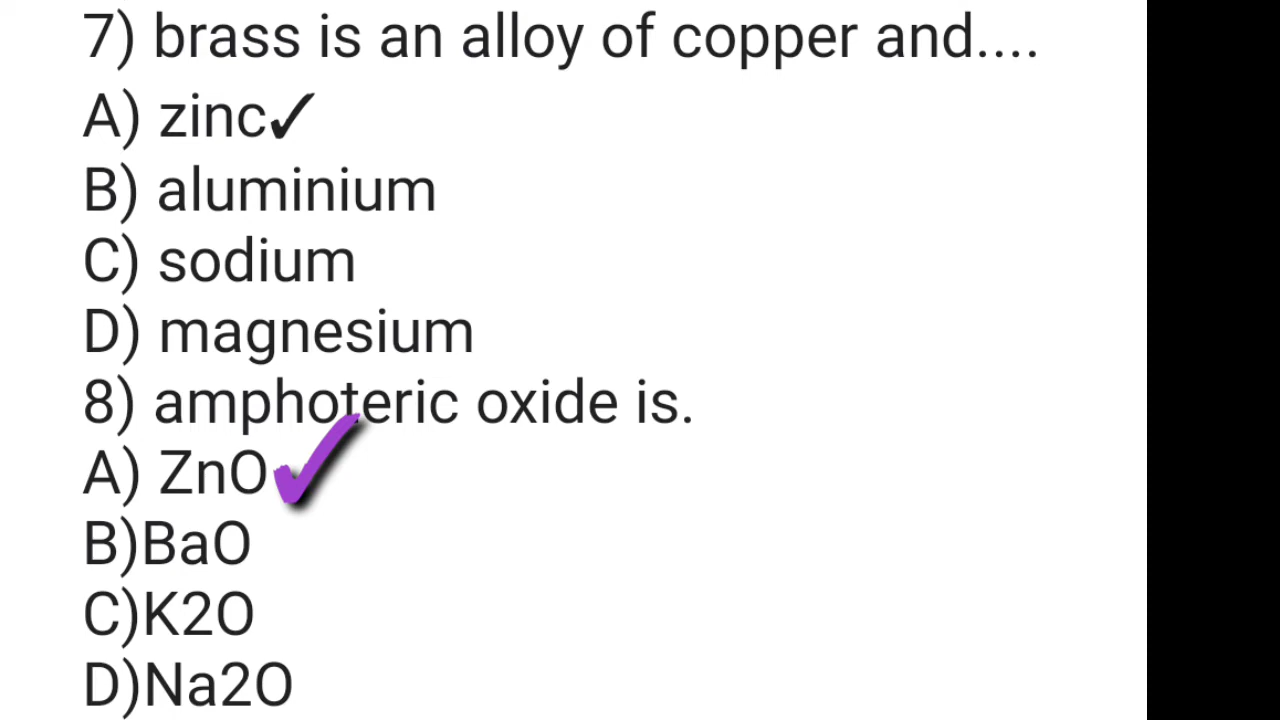 7) brass is an alloy of copper and....
A) zinc✓
B) aluminium
C) sodium
D) magnesium
8) amphoteric oxide is.
A) ZnO✓
B)BaO
C)K2O
D)Na2O